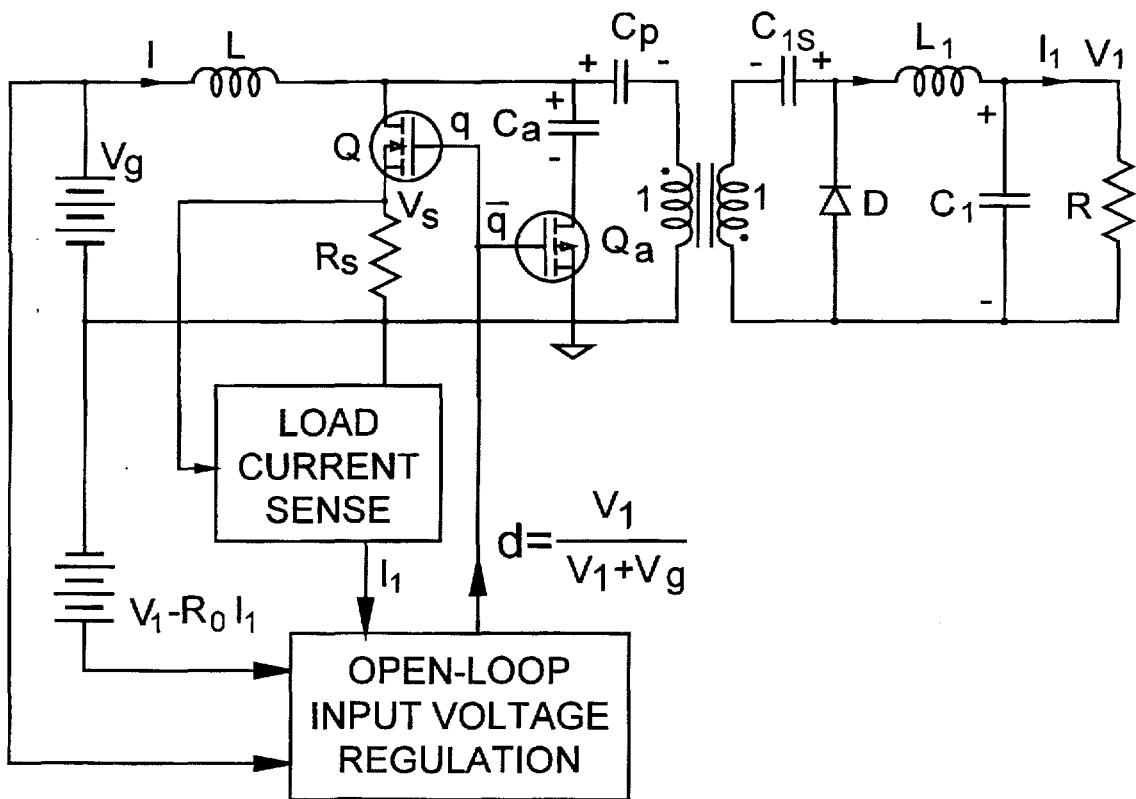 I L Cp C1S L1 I1 V1
+ - - +
Vg Q q Ca + -
Vs q̅ Qa 1 1 D C1 + - R
Rs
LOAD
CURRENT
SENSE
I1
d= V1
V1+Vg
V1-R0 I1
OPEN-LOOP
INPUT VOLTAGE
REGULATION